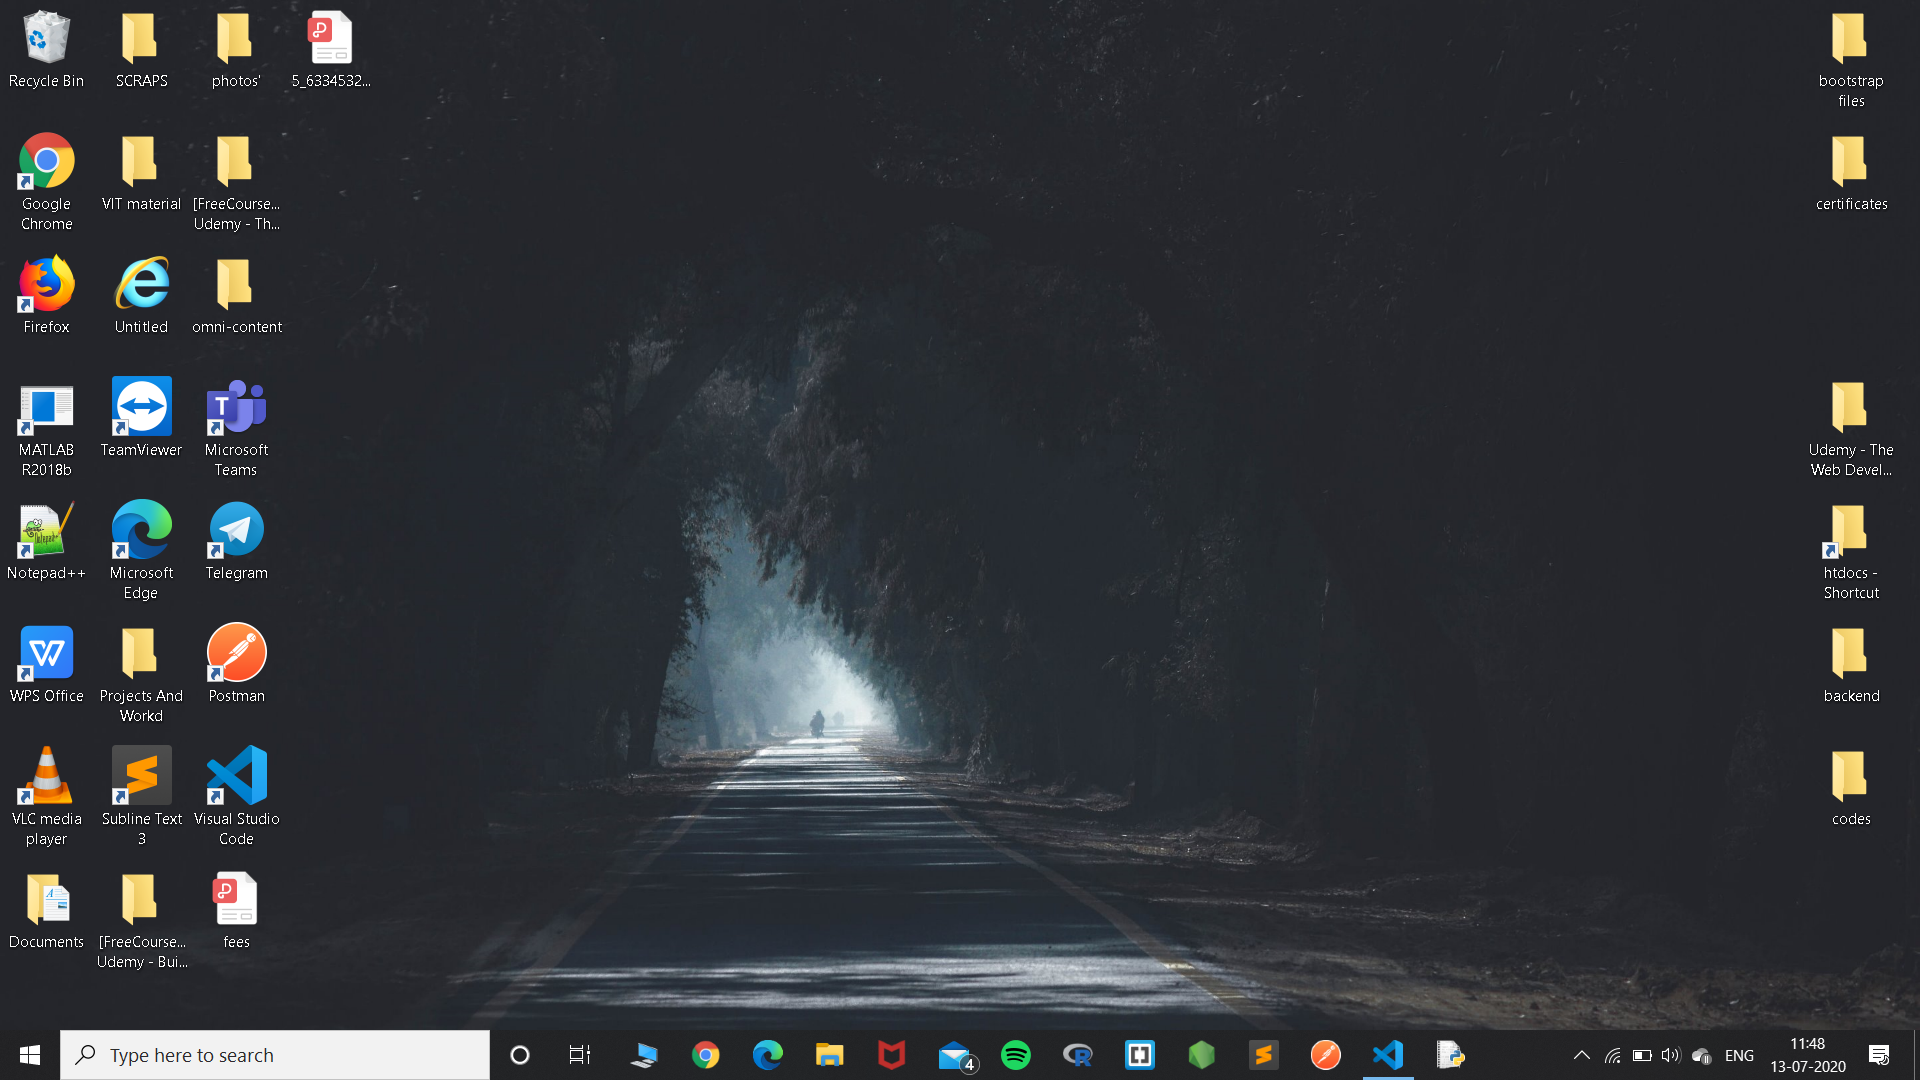 Recycle Bin
SCRAPS
photos'
5_6334532...
bootstrap
files
Google
Chrome
VIT material
[FreeCourse...
Udemy - Th...
certificates
Firefox
Untitled
omni-content
MATLAB
R2018b
TeamViewer
Microsoft
Teams
Udemy - The
Web Devel...
Notepad++
Microsoft
Edge
Telegram
htdocs -
Shortcut
WPS Office
Projects And
Workd
Postman
backend
VLC media
player
Subline Text
3
Visual Studio
Code
codes
Documents
[FreeCourse...
Udemy - Bui...
fees
Type here to search
4
ENG
11:48
13-07-2020